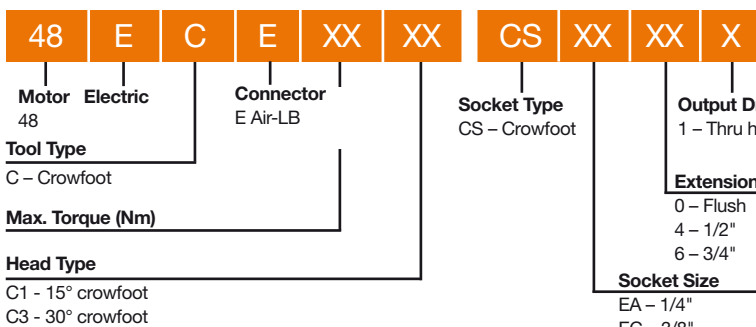 48 E C E XX XX CS XX XX X
Motor Electric
48
Connector
E Air-LB
Tool Type
C – Crowfoot
Max. Torque (Nm)
Head Type
C1 - 15° crowfoot
C3 - 30° crowfoot
Socket Type
CS – Crowfoot
Output D
1 – Thru h
Extension
0 – Flush
4 – 1/2"
6 – 3/4"
Socket Size
EA – 1/4"